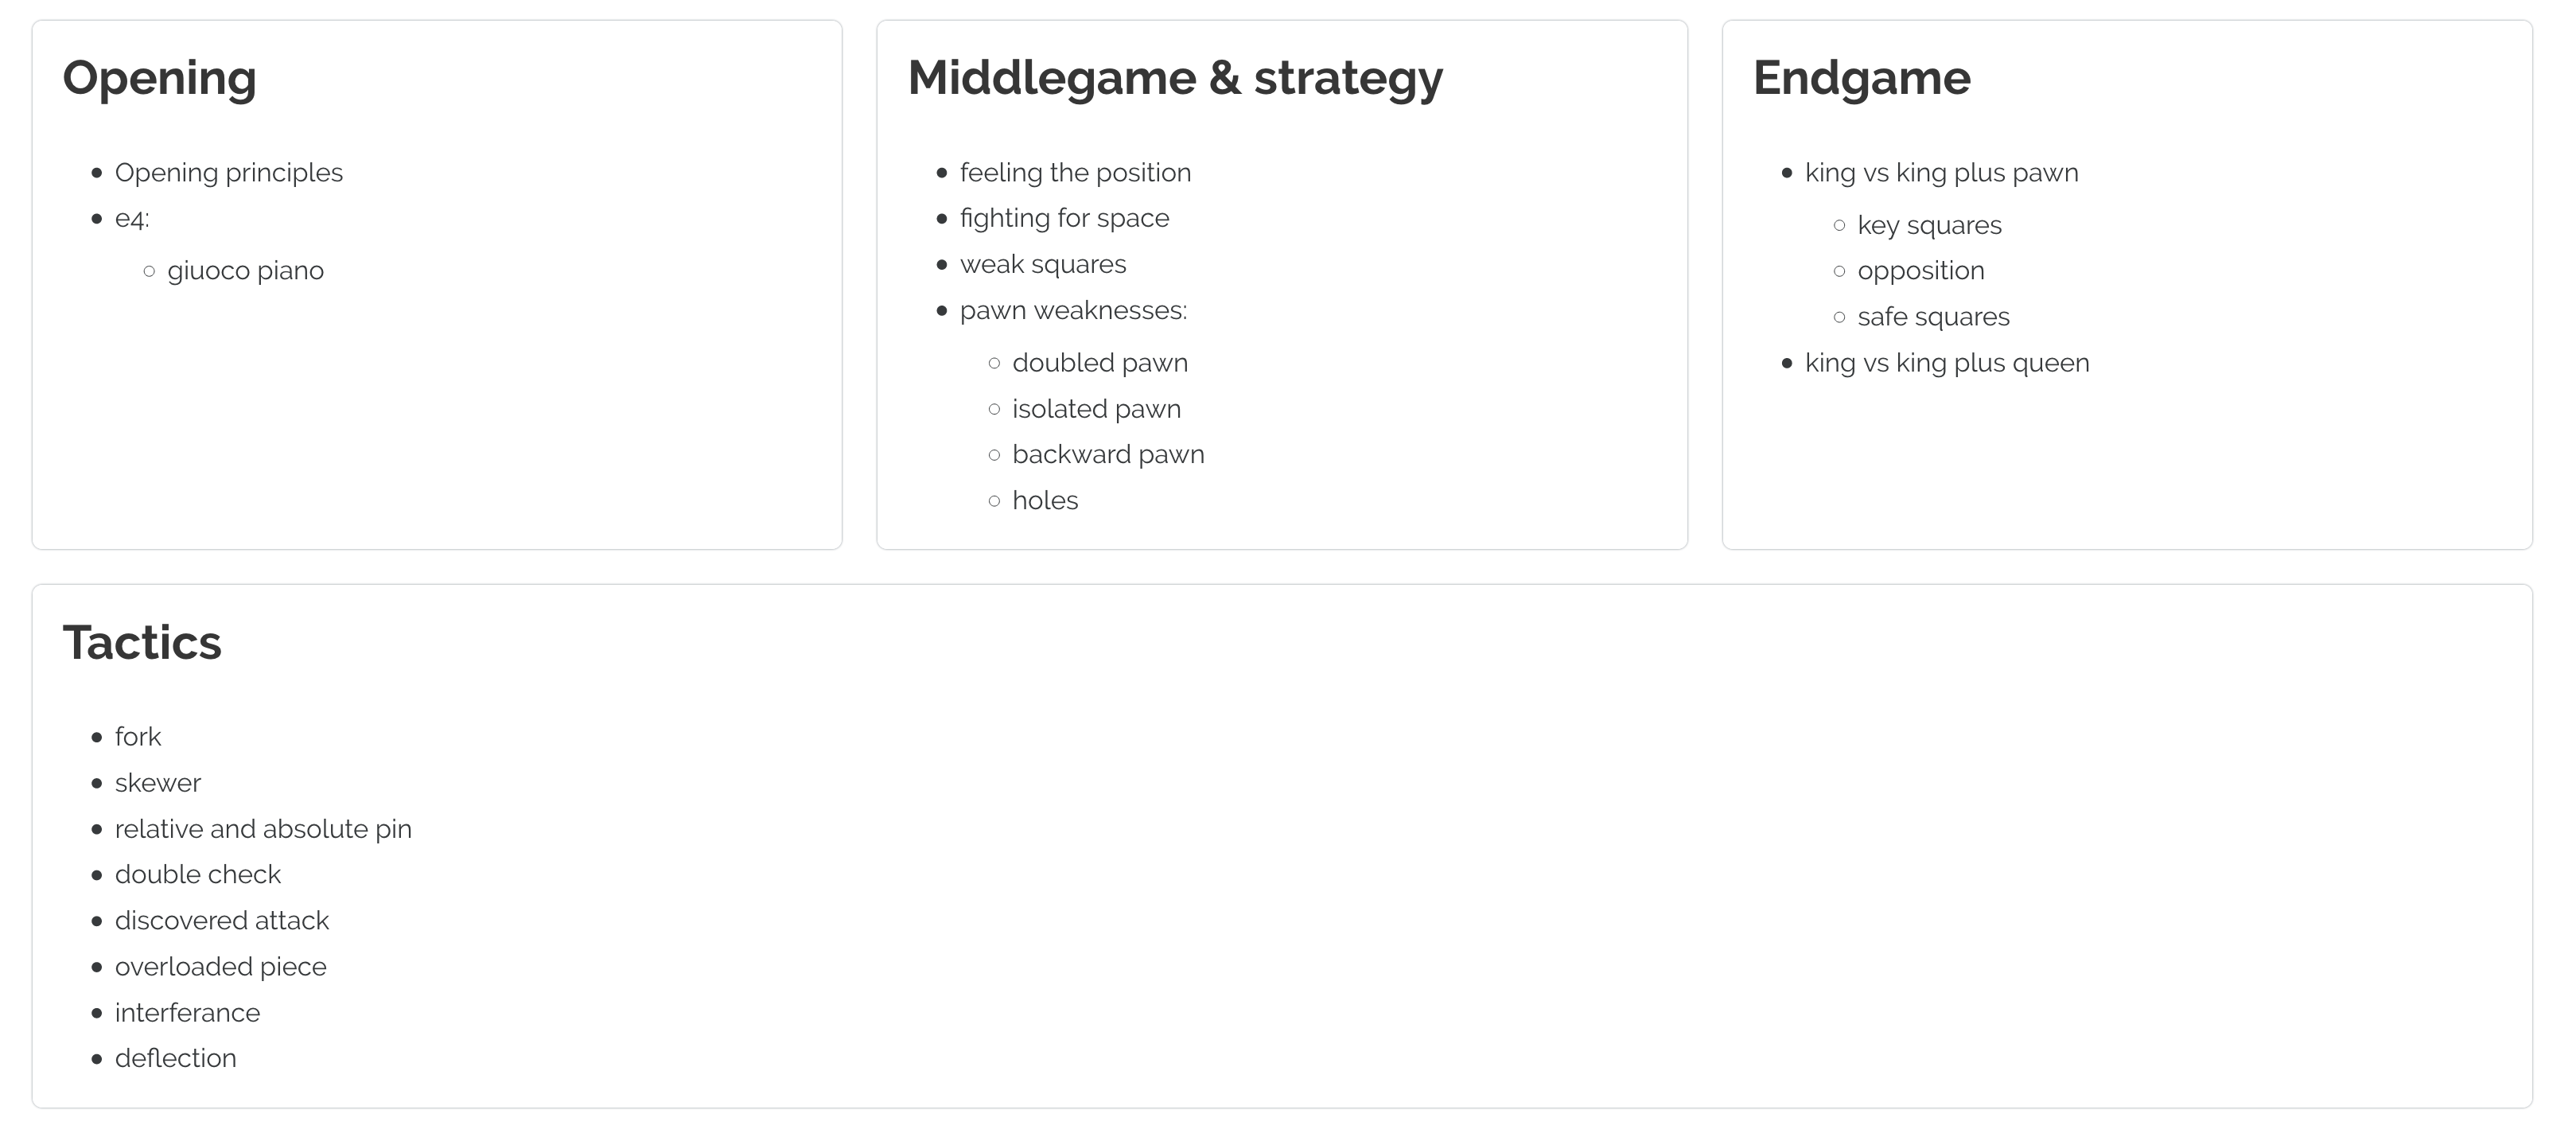 Opening
Opening principles
e4:
giuoco piano
Middlegame & strategy
feeling the position
fighting for space
weak squares
pawn weaknesses:
doubled pawn
isolated pawn
backward pawn
holes
Endgame
king vs king plus pawn
key squares
opposition
safe squares
king vs king plus queen
Tactics
fork
skewer
relative and absolute pin
double check
discovered attack
overloaded piece
interferance
deflection